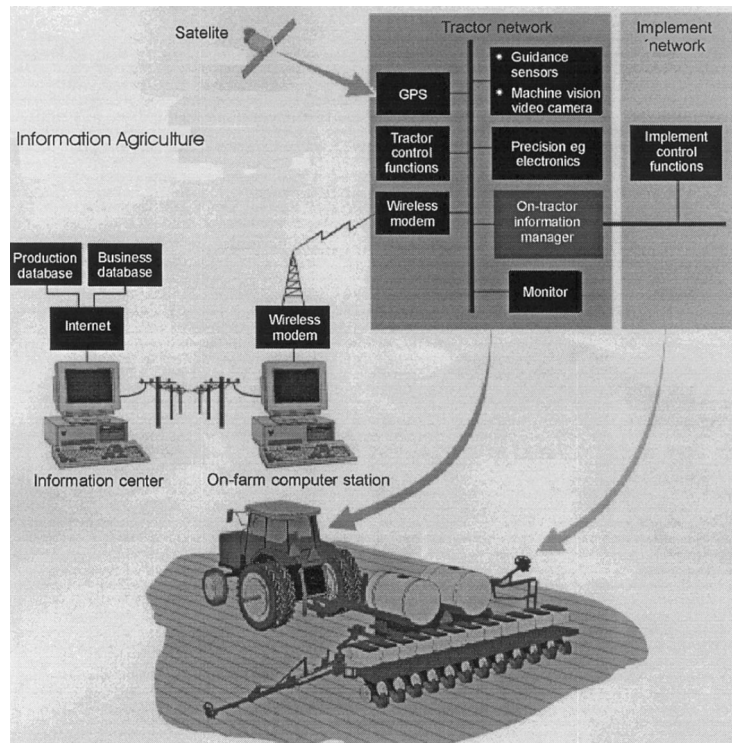 Satelite
Tractor network
Implement
´network
GPS
Guidance
sensors
Machine vision
video camera
Information Agriculture
Tractor
control
functions
Precision eg
electronics
Implement
control
functions
Wireless
modem
On-tractor
information
manager
Production
database
Business
database
Monitor
Internet
Wireless
modem
Information center
On-farm computer station